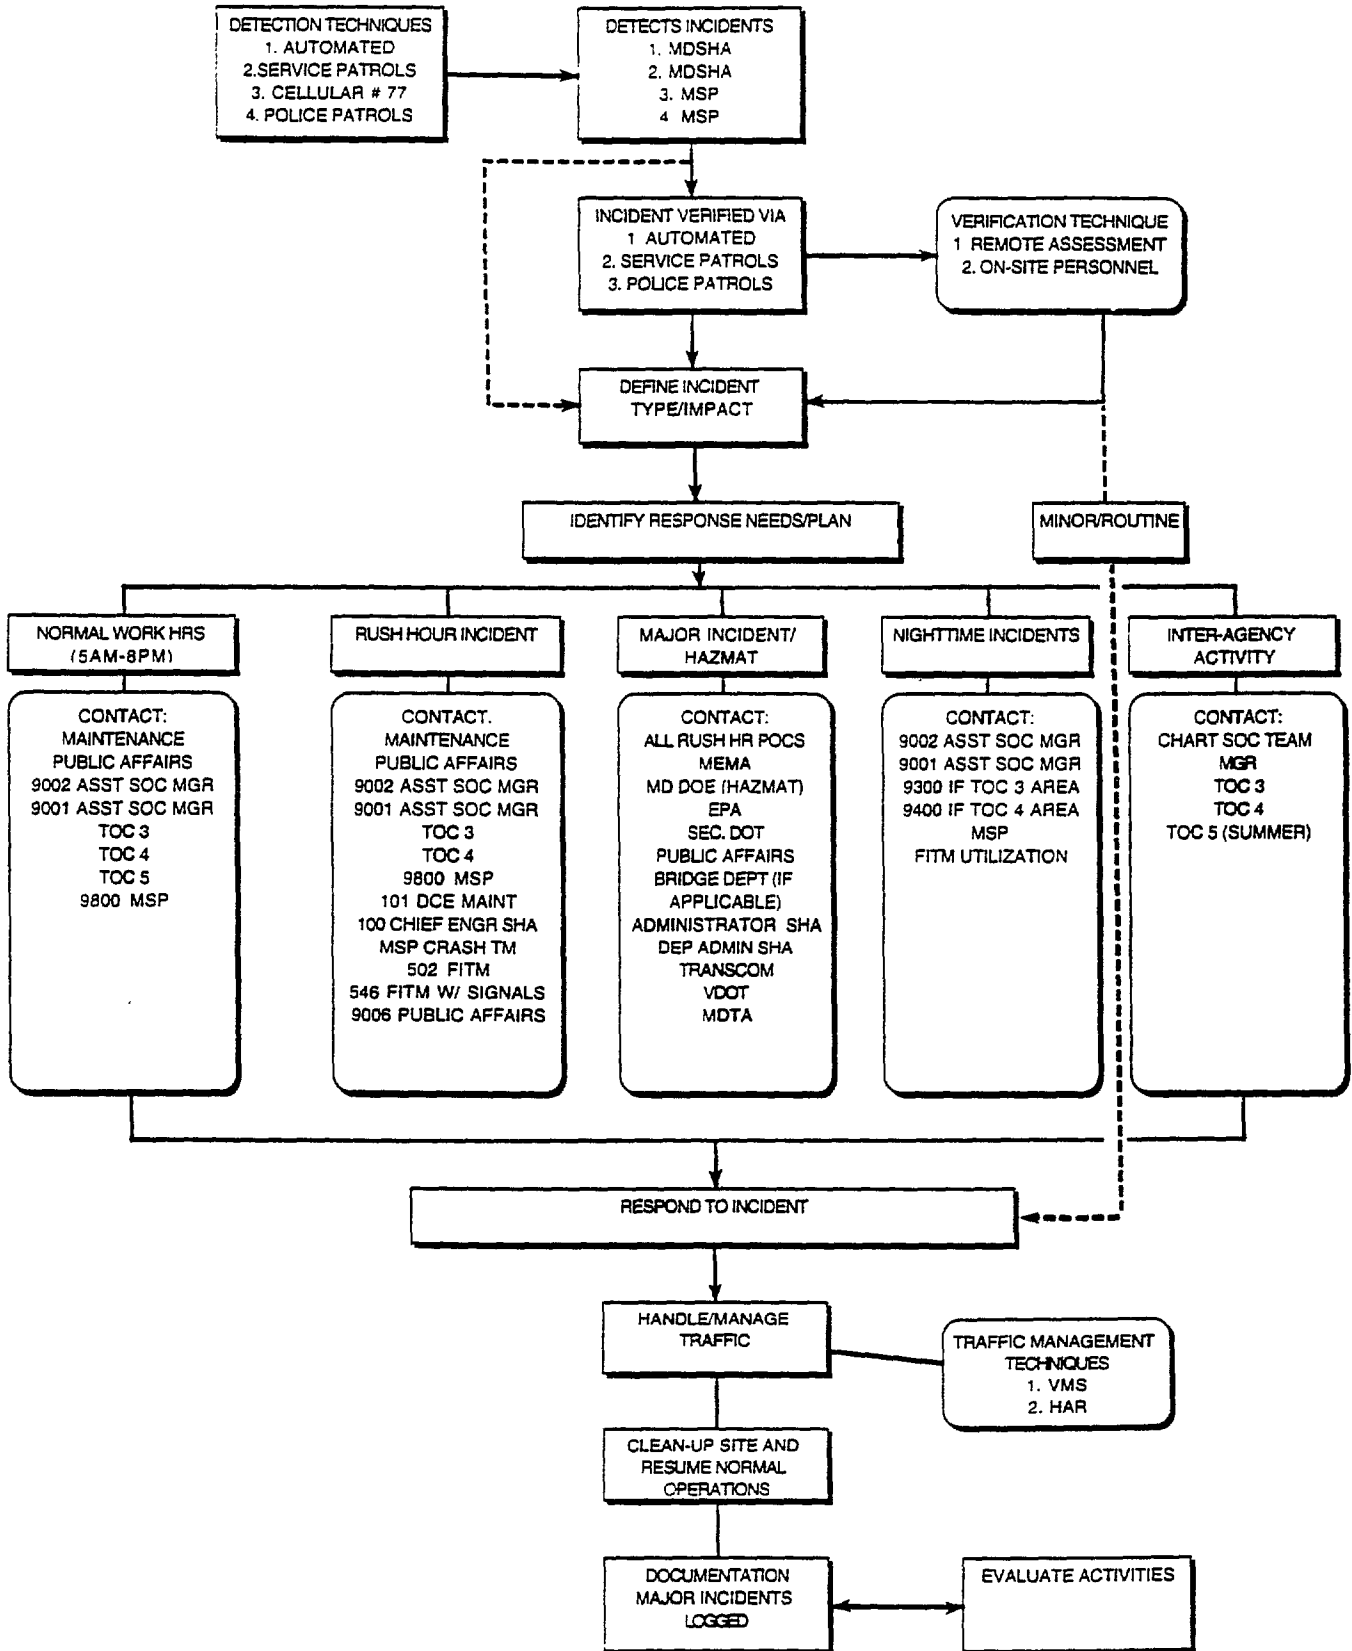 DETECTION TECHNIQUES
1. AUTOMATED
2.SERVICE PATROLS
3. CELLULAR # 77
4. POLICE PATROLS
DETECTS INCIDENTS
1. MDSHA
2. MDSHA
3. MSP
4 MSP
INCIDENT VERIFIED VIA
1 AUTOMATED
2. SERVICE PATROLS
3. POLICE PATROLS
VERIFICATION TECHNIQUE
1 REMOTE ASSESSMENT
2. ON-SITE PERSONNEL
DEFINE INCIDENT
TYPE/IMPACT
IDENTIFY RESPONSE NEEDS/PLAN
MINOR/ROUTINE
NORMAL WORK HRS
(5AM-8PM)
CONTACT:
MAINTENANCE
PUBLIC AFFAIRS
9002 ASST SOC MGR
9001 ASST SOC MGR
TOC 3
TOC 4
TOC 5
9800 MSP
RUSH HOUR INCIDENT
CONTACT.
MAINTENANCE
PUBLIC AFFAIRS
9002 ASST SOC MGR
9001 ASST SOC MGR
TOC 3
TOC 4
9800 MSP
101 DCE MAINT
100 CHIEF ENGR SHA
MSP CRASH TM
502 FITM
546 FITM W/ SIGNALS
9006 PUBLIC AFFAIRS
MAJOR INCIDENT/
HAZMAT
CONTACT:
ALL RUSH HR POCS
MEMA
MD DOE (HAZMAT)
EPA
SEC. DOT
PUBLIC AFFAIRS
BRIDGE DEPT (IF
APPLICABLE)
ADMINISTRATOR SHA
DEP ADMIN SHA
TRANSCOM
VDOT
MDTA
NIGHTTIME INCIDENTS
CONTACT:
9002 ASST SOC MGR
9001 ASST SOC MGR
9300 IF TOC 3 AREA
9400 IF TOC 4 AREA
MSP
FITM UTILIZATION
INTER-AGENCY
ACTIVITY
CONTACT:
CHART SOC TEAM
MGR
TOC 3
TOC 4
TOC 5 (SUMMER)
RESPOND TO INCIDENT
HANDLE/MANAGE
TRAFFIC
TRAFFIC MANAGEMENT
TECHNIQUES
1. VMS
2. HAR
CLEAN-UP SITE AND
RESUME NORMAL
OPERATIONS
DOCUMENTATION
MAJOR INCIDENTS
LOGGED
EVALUATE ACTIVITIES